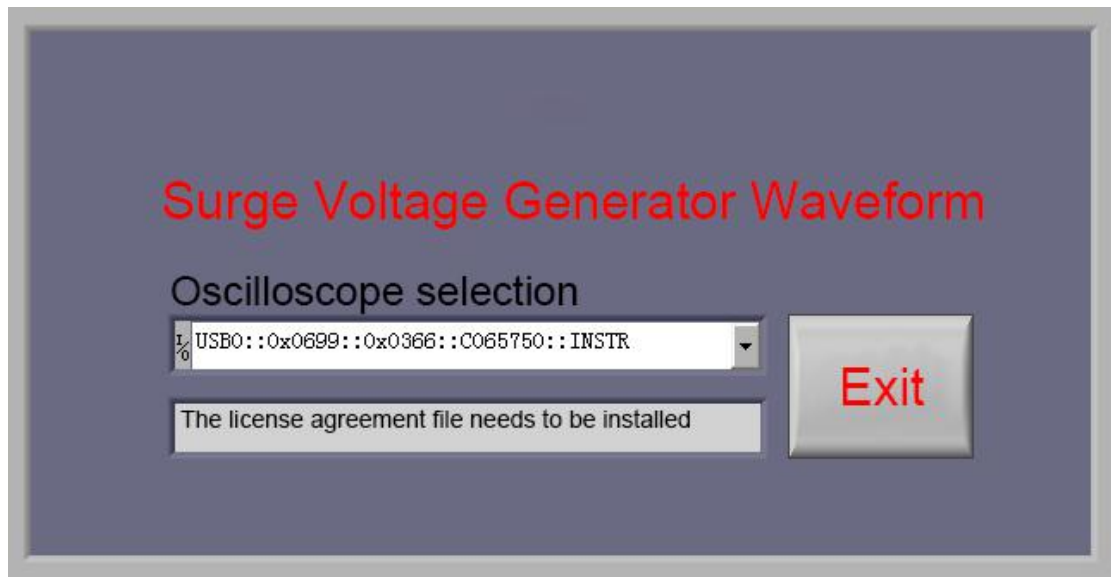 Surge Voltage Generator Waveform
Oscilloscope selection
I/O USB0::0x0699::0x0366::C065750::INSTR
The license agreement file needs to be installed
Exit